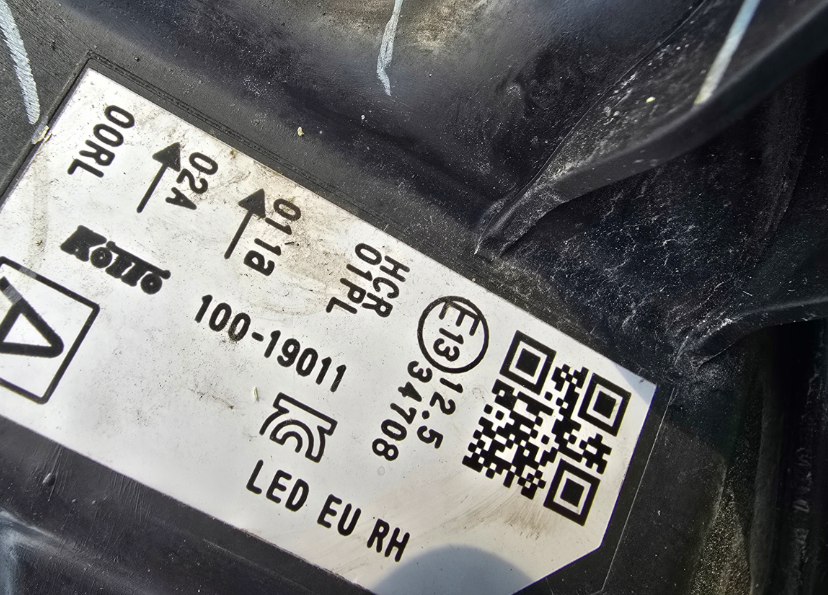 00RL
02A
01 1a
HCR
01PL
E13
12.5
34708
KOITO
A
100-19011
LED EU RH